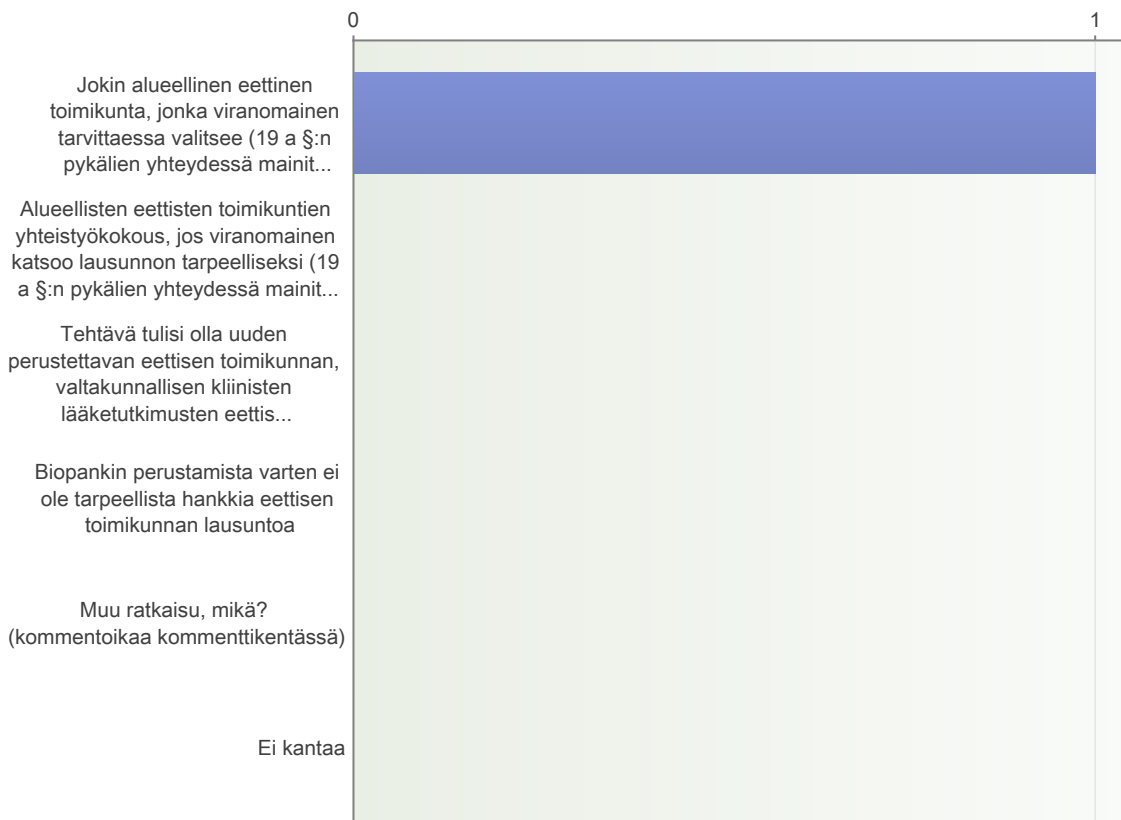 0 1
Jokin alueellinen eettinen
toimikunta, jonka viranomainen
tarvittaessa valitsee (19 a §:n
pykälien yhteydessä mainit...
Alueellisten eettisten toimikuntien
yhteistyökokous, jos viranomainen
katsoo lausunnon tarpeelliseksi (19
a §:n pykälien yhteydessä mainit...
Tehtävä tulisi olla uuden
perustettavan eettisen toimikunnan,
valtakunnallisen kliinisten
lääketutkimusten eettis...
Biopankin perustamista varten ei
ole tarpeellista hankkia eettisen
toimikunnan lausuntoa
Muu ratkaisu, mikä?
(kommentoikaa kommenttikentässä)
Ei kantaa